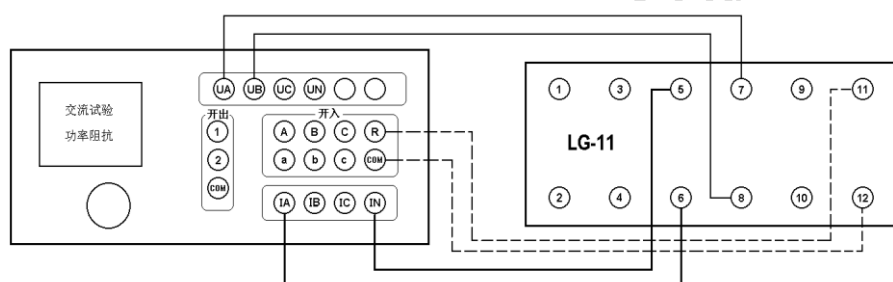 UA UB UC UN
交流试验
功率阻抗
开出 开入
1 A B C R
2 a b c COM
COM
IA IB IC IN
1 3 5 7 9 11
LG-11
2 4 6 8 10 12